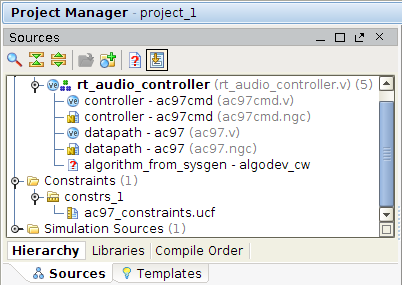 Project Manager - project_1
Sources
rt_audio_controller (rt_audio_controller.v) (5)
controller - ac97cmd (ac97cmd.v)
controller - ac97cmd (ac97cmd.ngc)
datapath - ac97 (ac97.v)
datapath - ac97 (ac97.ngc)
algorithm_from_sysgen - algodev_cw
Constraints (1)
constrs_1
ac97_constraints.ucf
Simulation Sources (1)
Hierarchy Libraries Compile Order
Sources Templates